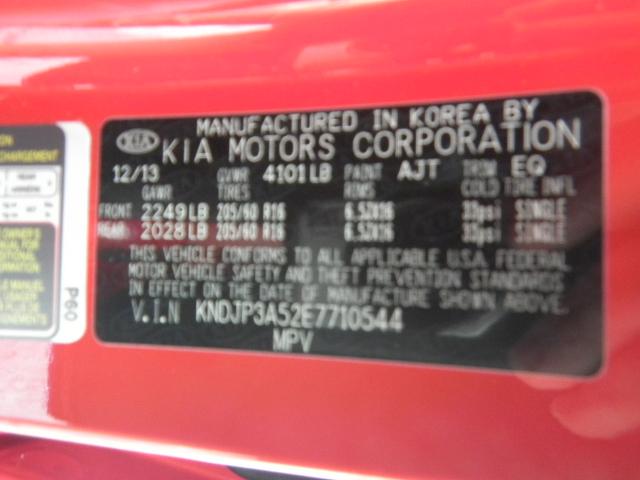 MANUFACTURED IN KOREA BY
KIA KIA MOTORS CORPORATION
12/13 GVWR 4101LB PAINT AJT TRIM EQ
GAWR TIRES RIMS COLD TIRE INFL
FRONT 2249LB 205/60 R16 6.5JX16 33psi SINGLE
REAR 2028LB 205/60 R16 6.5JX16 33psi SINGLE
THIS VEHICLE CONFORMS TO ALL APPLICABLE U.S.A. FEDERAL
MOTOR VEHICLE SAFETY AND THEFT PREVENTION STANDARDS
IN EFFECT ON THE DATE OF MANUFACTURE SHOWN ABOVE.
V.I.N KNDJP3A52E7710544
MPV
P60